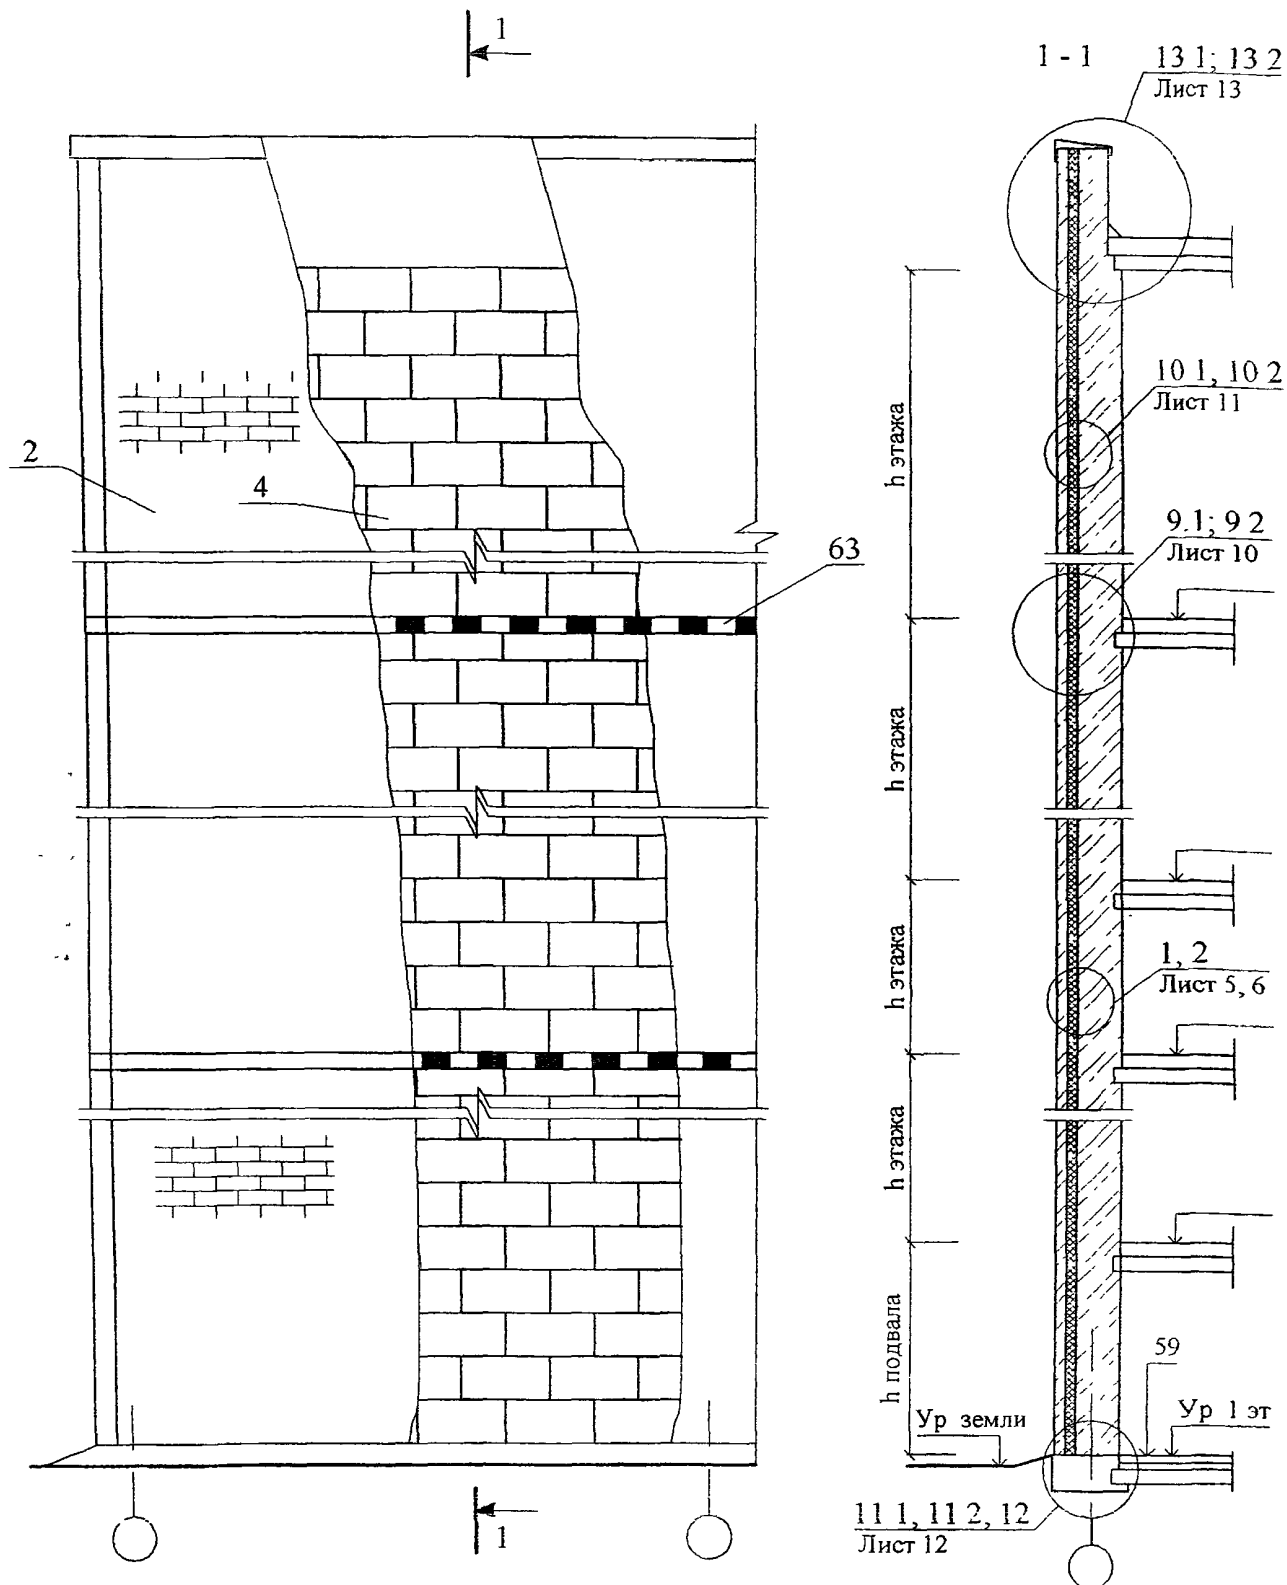 1
1 - 1
13 1; 13 2
Лист 13
10 1, 10 2
Лист 11
h этажа
2
4
9.1; 9 2
Лист 10
63
h этажа
h этажа
1, 2
Лист 5, 6
h этажа
h подвала
59
Ур земли
Ур 1 эт
1
11 1, 11 2, 12
Лист 12